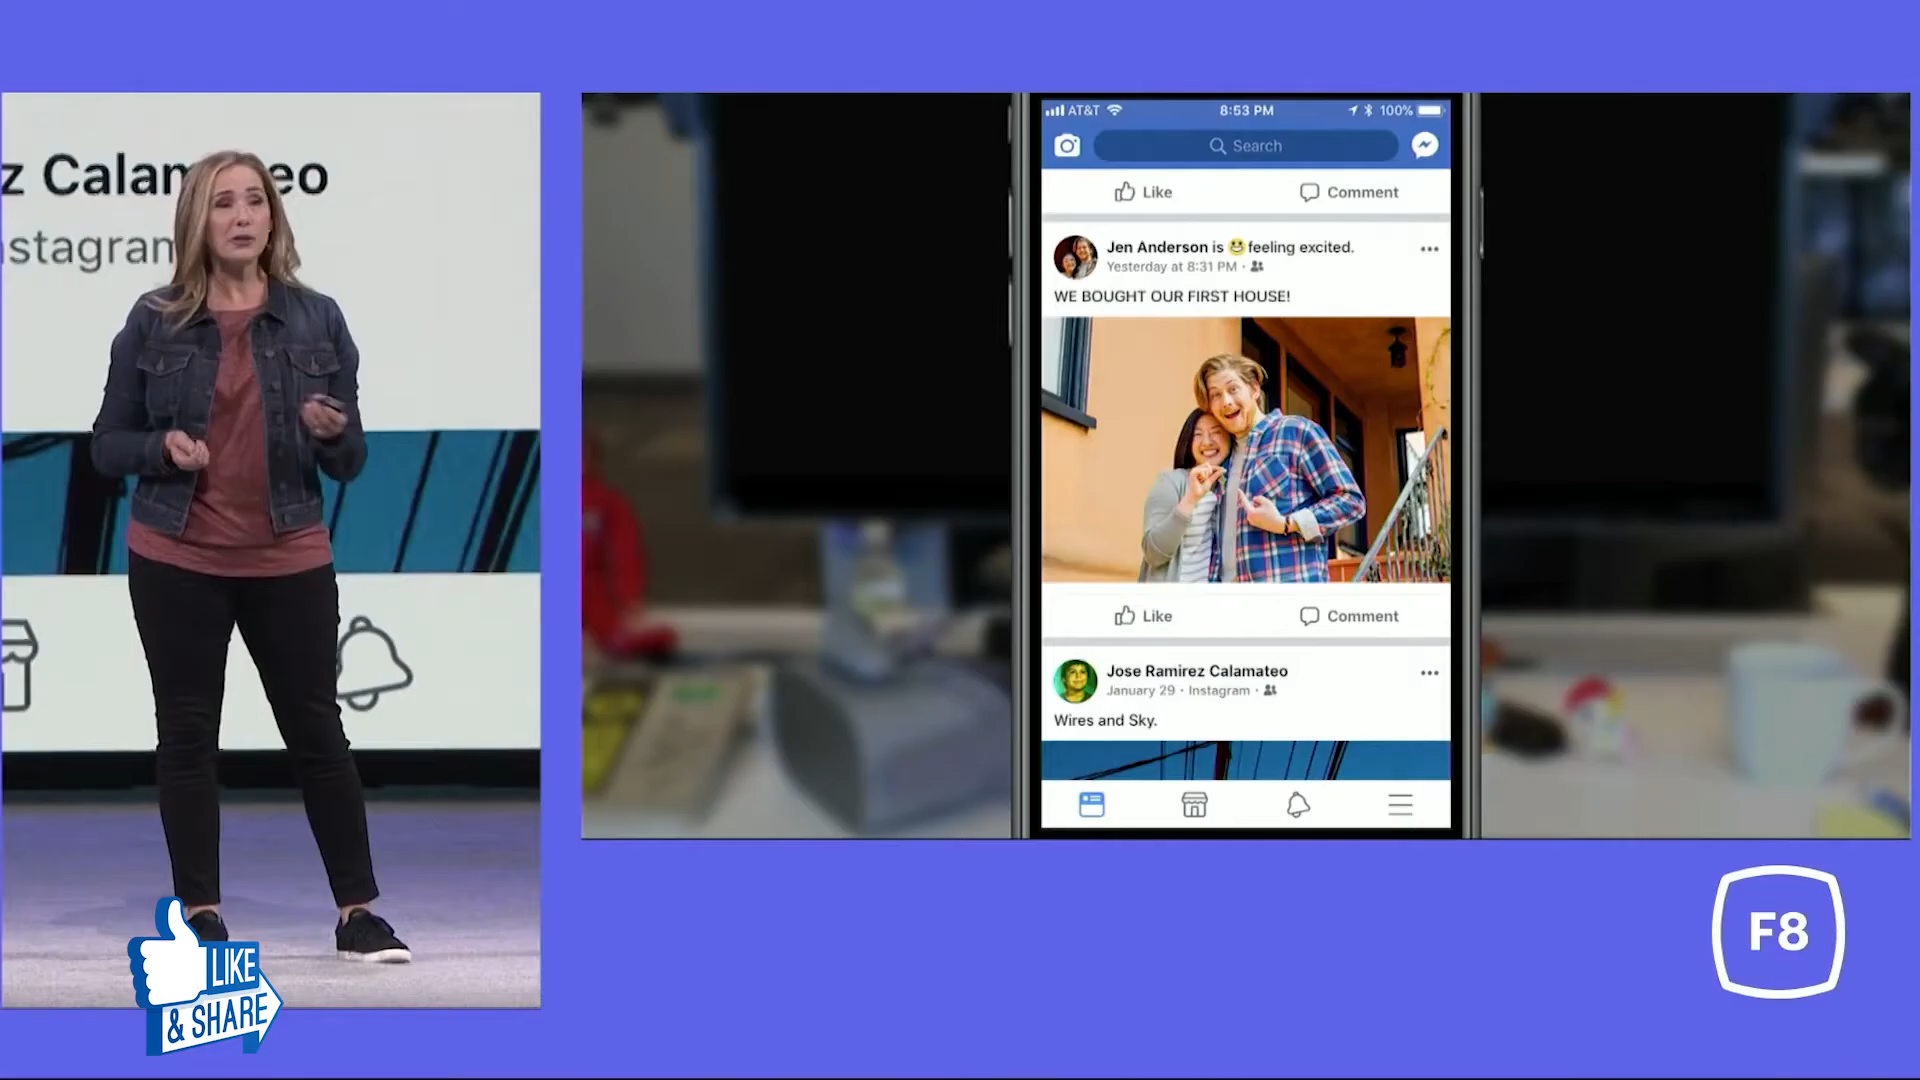 z Calam eo
nstagram
AT&T 8:53 PM 100%
Search
Like Comment
Jen Anderson is 😃 feeling excited.
Yesterday at 8:31 PM ·
WE BOUGHT OUR FIRST HOUSE!
Like Comment
Jose Ramirez Calamateo
January 29 · Instagram ·
Wires and Sky.
F8
LIKE
& SHARE